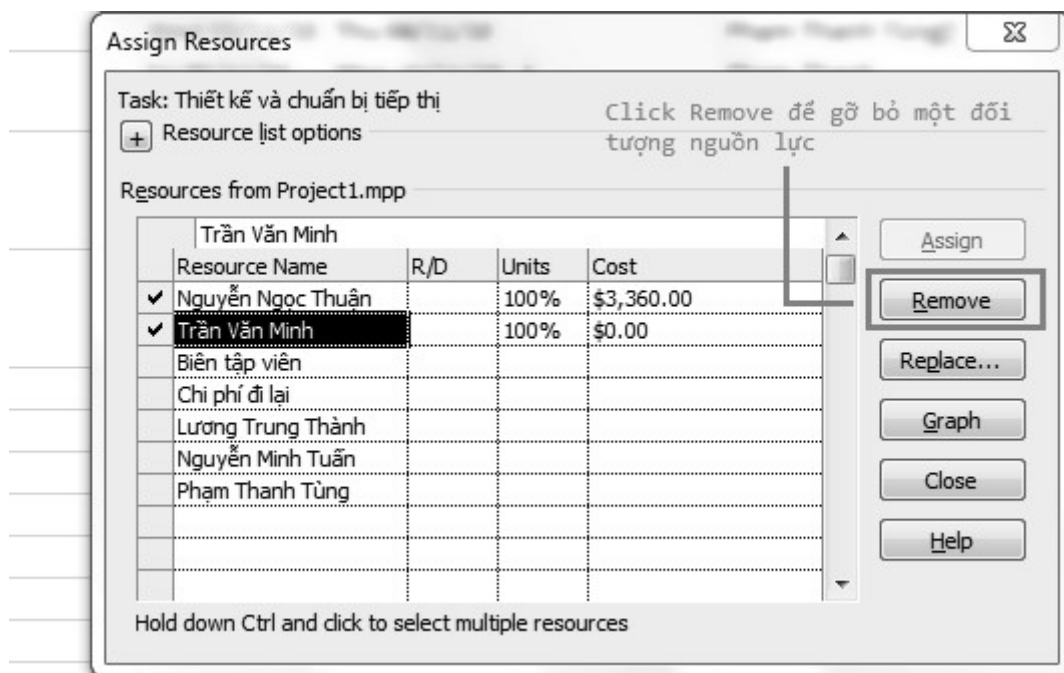 Assign Resources
Task: Thiết kế và chuẩn bị tiếp thị
Click Remove để gỡ bỏ một đối
tượng nguồn lực
+ Resource list options
Resources from Project1.mpp
Trần Văn Minh
Assign
Resource Name R/D Units Cost
✔ Nguyễn Ngọc Thuận 100% $3,360.00
Remove
✔ Trần Văn Minh 100% $0.00
Biên tập viên
Replace...
Chi phí đi lại
Lương Trung Thành
Graph
Nguyễn Minh Tuấn
Phạm Thanh Tùng
Close
Help
Hold down Ctrl and click to select multiple resources